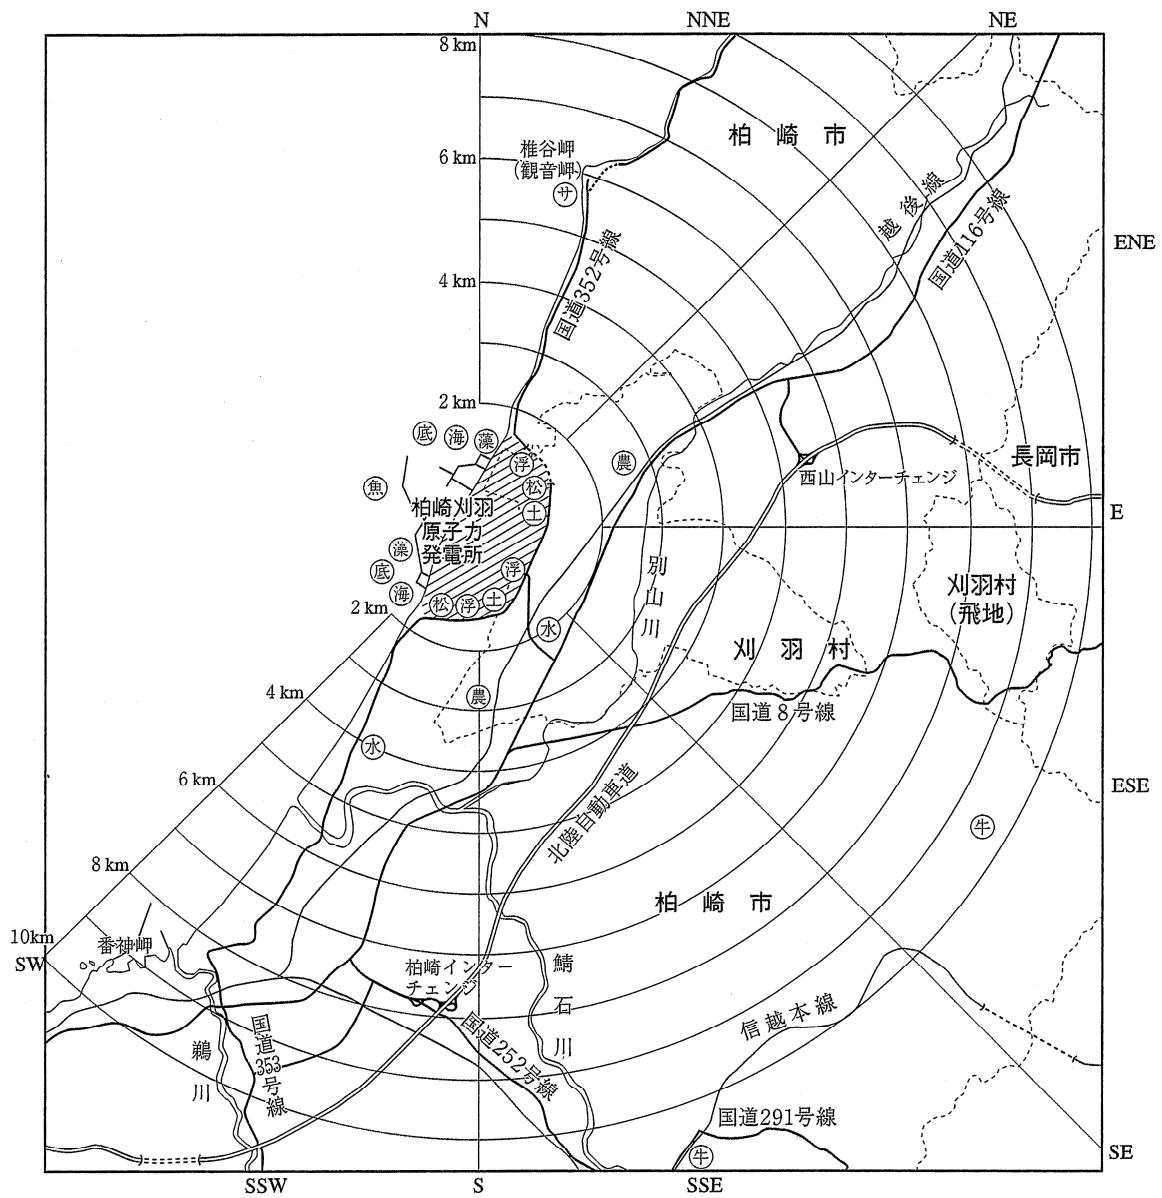 N
NNE
NE
8 km
柏崎市
椎谷岬
(観音岬)
サ
6 km
越後線
国道116号線
ENE
国道352号線
4 km
2 km
底
海
藻
浮
農
魚
松
西山インターチェンジ
長岡市
柏崎刈羽
原子力
発電所
土
E
藻
底
海
浮
別山川
刈羽村
(飛地)
2 km
松
浮
土
水
刈羽村
4 km
農
国道8号線
水
6 km
北陸自動車道
ESE
牛
8 km
柏崎市
10km
SW
番神岬
柏崎インター
チェンジ
鯖石川
信越本線
国道353号線
鵜川
国道252号線
国道291号線
牛
SE
SSW
S
SSE